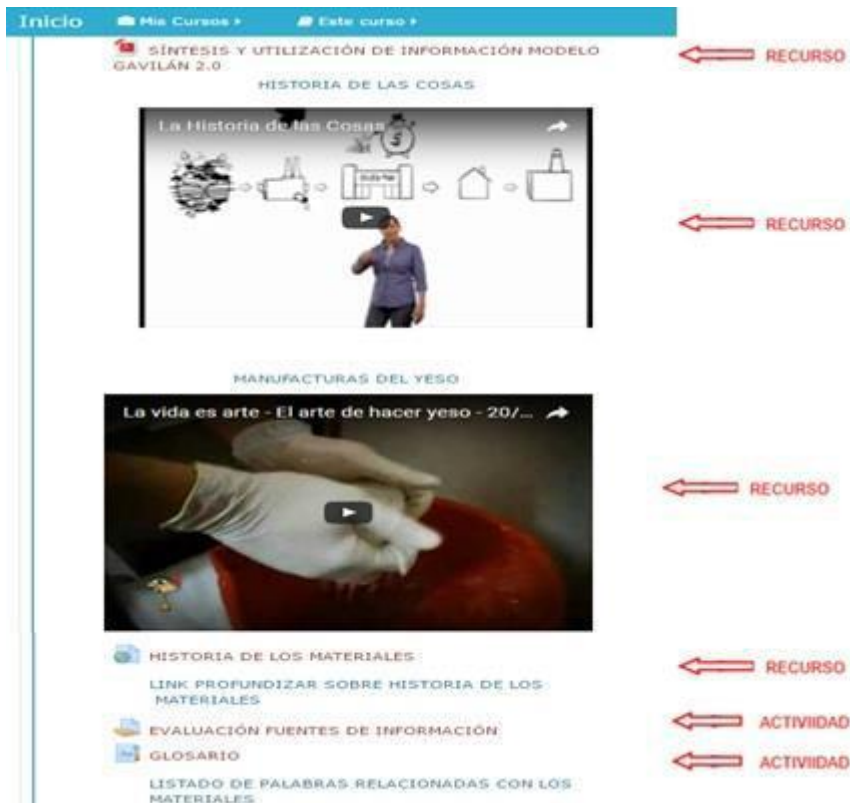 Inicio Mis Cursos Este curso
SÍNTESIS Y UTILIZACIÓN DE INFORMACIÓN MODELO
GAVILÁN 2.0
RECURSO
HISTORIA DE LAS COSAS
La Historia de las Cosas
$
RECURSO
MANUFACTURAS DEL YESO
La vida es arte - El arte de hacer yeso - 20/...
RECURSO
HISTORIA DE LOS MATERIALES
RECURSO
LINK PROFUNDIZAR SOBRE HISTORIA DE LOS
MATERIALES
EVALUACIÓN FUENTES DE INFORMACIÓN
ACTIVIIDAD
GLOSARIO
ACTIVIIDAD
LISTADO DE PALABRAS RELACIONADAS CON LOS
MATERIALES